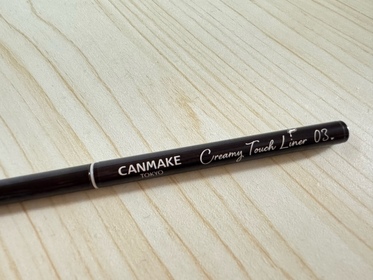 CANMAKE
TOKYO
Creamy Touch Liner 03.